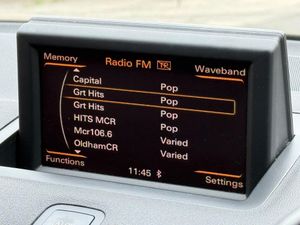 Memory Radio FM TP Waveband
Capital Pop
Grt Hits Pop
Grt Hits Pop
HITS MCR Pop
Mcr106.6 Varied
OldhamCR Varied
Functions 11:45 Settings